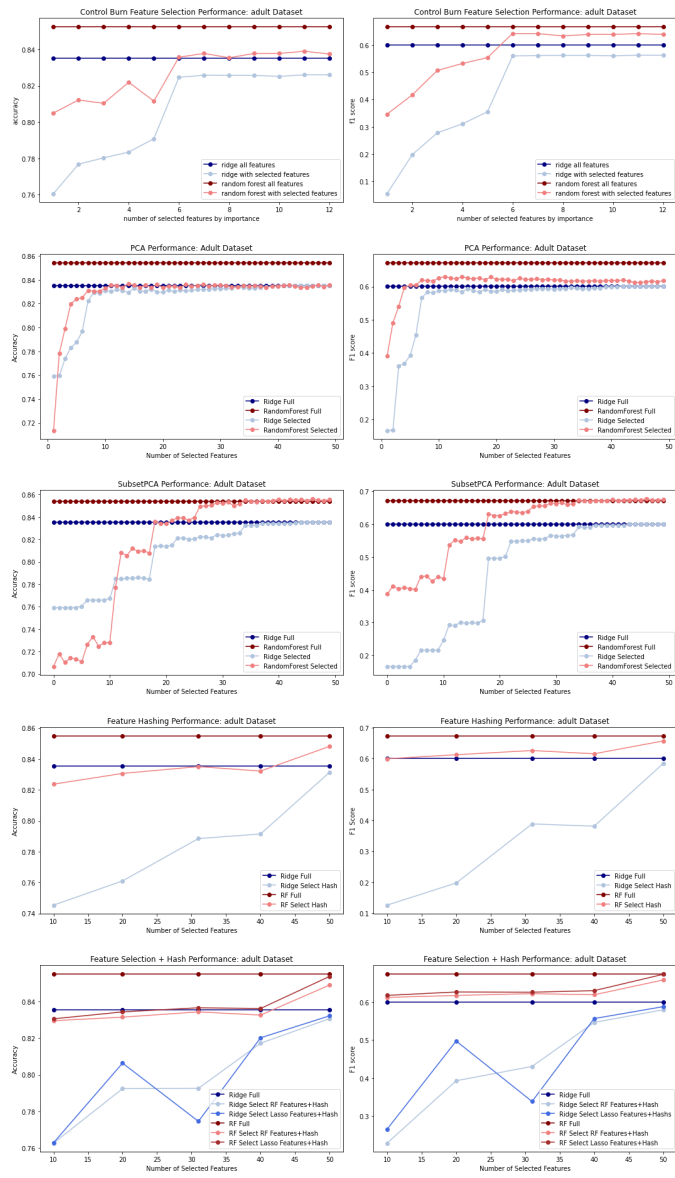 Control Burn Feature Selection Performance: adult Dataset
accuracy
0.84
0.82
0.80
0.78
0.76
ridge all features
ridge with selected features
random forest all features
random forest with selected features
2 4 6 8 10 12
number of selected features by importance
Control Burn Feature Selection Performance: adult Dataset
f1 score
0.6
0.5
0.4
0.3
0.2
0.1
ridge all features
ridge with selected features
random forest all features
random forest with selected features
2 4 6 8 10 12
number of selected features by importance
PCA Performance: Adult Dataset
Accuracy
0.86
0.84
0.82
0.80
0.78
0.76
0.74
0.72
Ridge Full
RandomForest Full
Ridge Selected
RandomForest Selected
0 10 20 30 40 50
Number of Selected Features
PCA Performance: Adult Dataset
F1 score
0.6
0.5
0.4
0.3
0.2
Ridge Full
RandomForest Full
Ridge Selected
RandomForest Selected
0 10 20 30 40 50
Number of Selected Features
SubsetPCA Performance: Adult Dataset
Accuracy
0.86
0.84
0.82
0.80
0.78
0.76
0.74
0.72
0.70
Ridge Full
RandomForest Full
Ridge Selected
RandomForest Selected
0 10 20 30 40 50
Number of Selected Features
SubsetPCA Performance: Adult Dataset
F1 score
0.7
0.6
0.5
0.4
0.3
0.2
Ridge Full
RandomForest Full
Ridge Selected
RandomForest Selected
0 10 20 30 40 50
Number of Selected Features
Feature Hashing Performance: adult Dataset
Accuracy
0.86
0.84
0.82
0.80
0.78
0.76
0.74
Ridge Full
Ridge Select Hash
RF Full
RF Select Hash
10 15 20 25 30 35 40 45 50
Number of Selected Features
Feature Hashing Performance: adult Dataset
F1 Score
0.7
0.6
0.5
0.4
0.3
0.2
0.1
Ridge Full
Ridge Select Hash
RF Full
RF Select Hash
10 15 20 25 30 35 40 45 50
Number of Selected Features
Feature Selection + Hash Performance: adult Dataset
Accuracy
0.84
0.82
0.80
0.78
0.76
Ridge Full
Ridge Select RF Features+Hash
Ridge Select Lasso Features+Hash
RF Full
RF Select RF Features+Hash
RF Select Lasso Features+Hash
10 15 20 25 30 35 40 45 50
Number of Selected Features
Feature Selection + Hash Performance: adult Dataset
F1 score
0.6
0.5
0.4
0.3
Ridge Full
Ridge Select RF Features+Hash
Ridge Select Lasso Features+Hashs
RF Full
RF Select RF Features+Hash
RF Select Lasso Features+Hash
10 15 20 25 30 35 40 45 50
Number of Selected Features